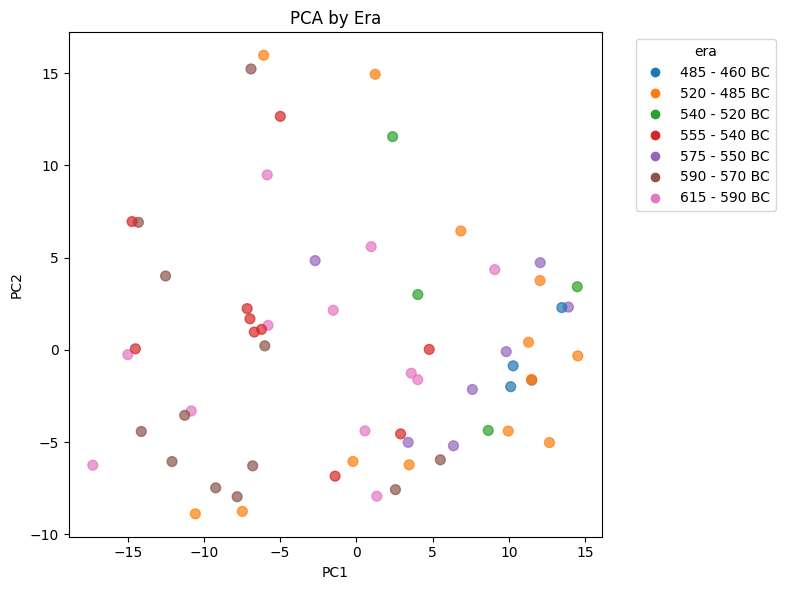 PCA by Era
era
485 - 460 BC
520 - 485 BC
540 - 520 BC
555 - 540 BC
575 - 550 BC
590 - 570 BC
615 - 590 BC
PC2
15
10
5
0
−5
−10
−15
−10
−5
0
5
10
15
PC1